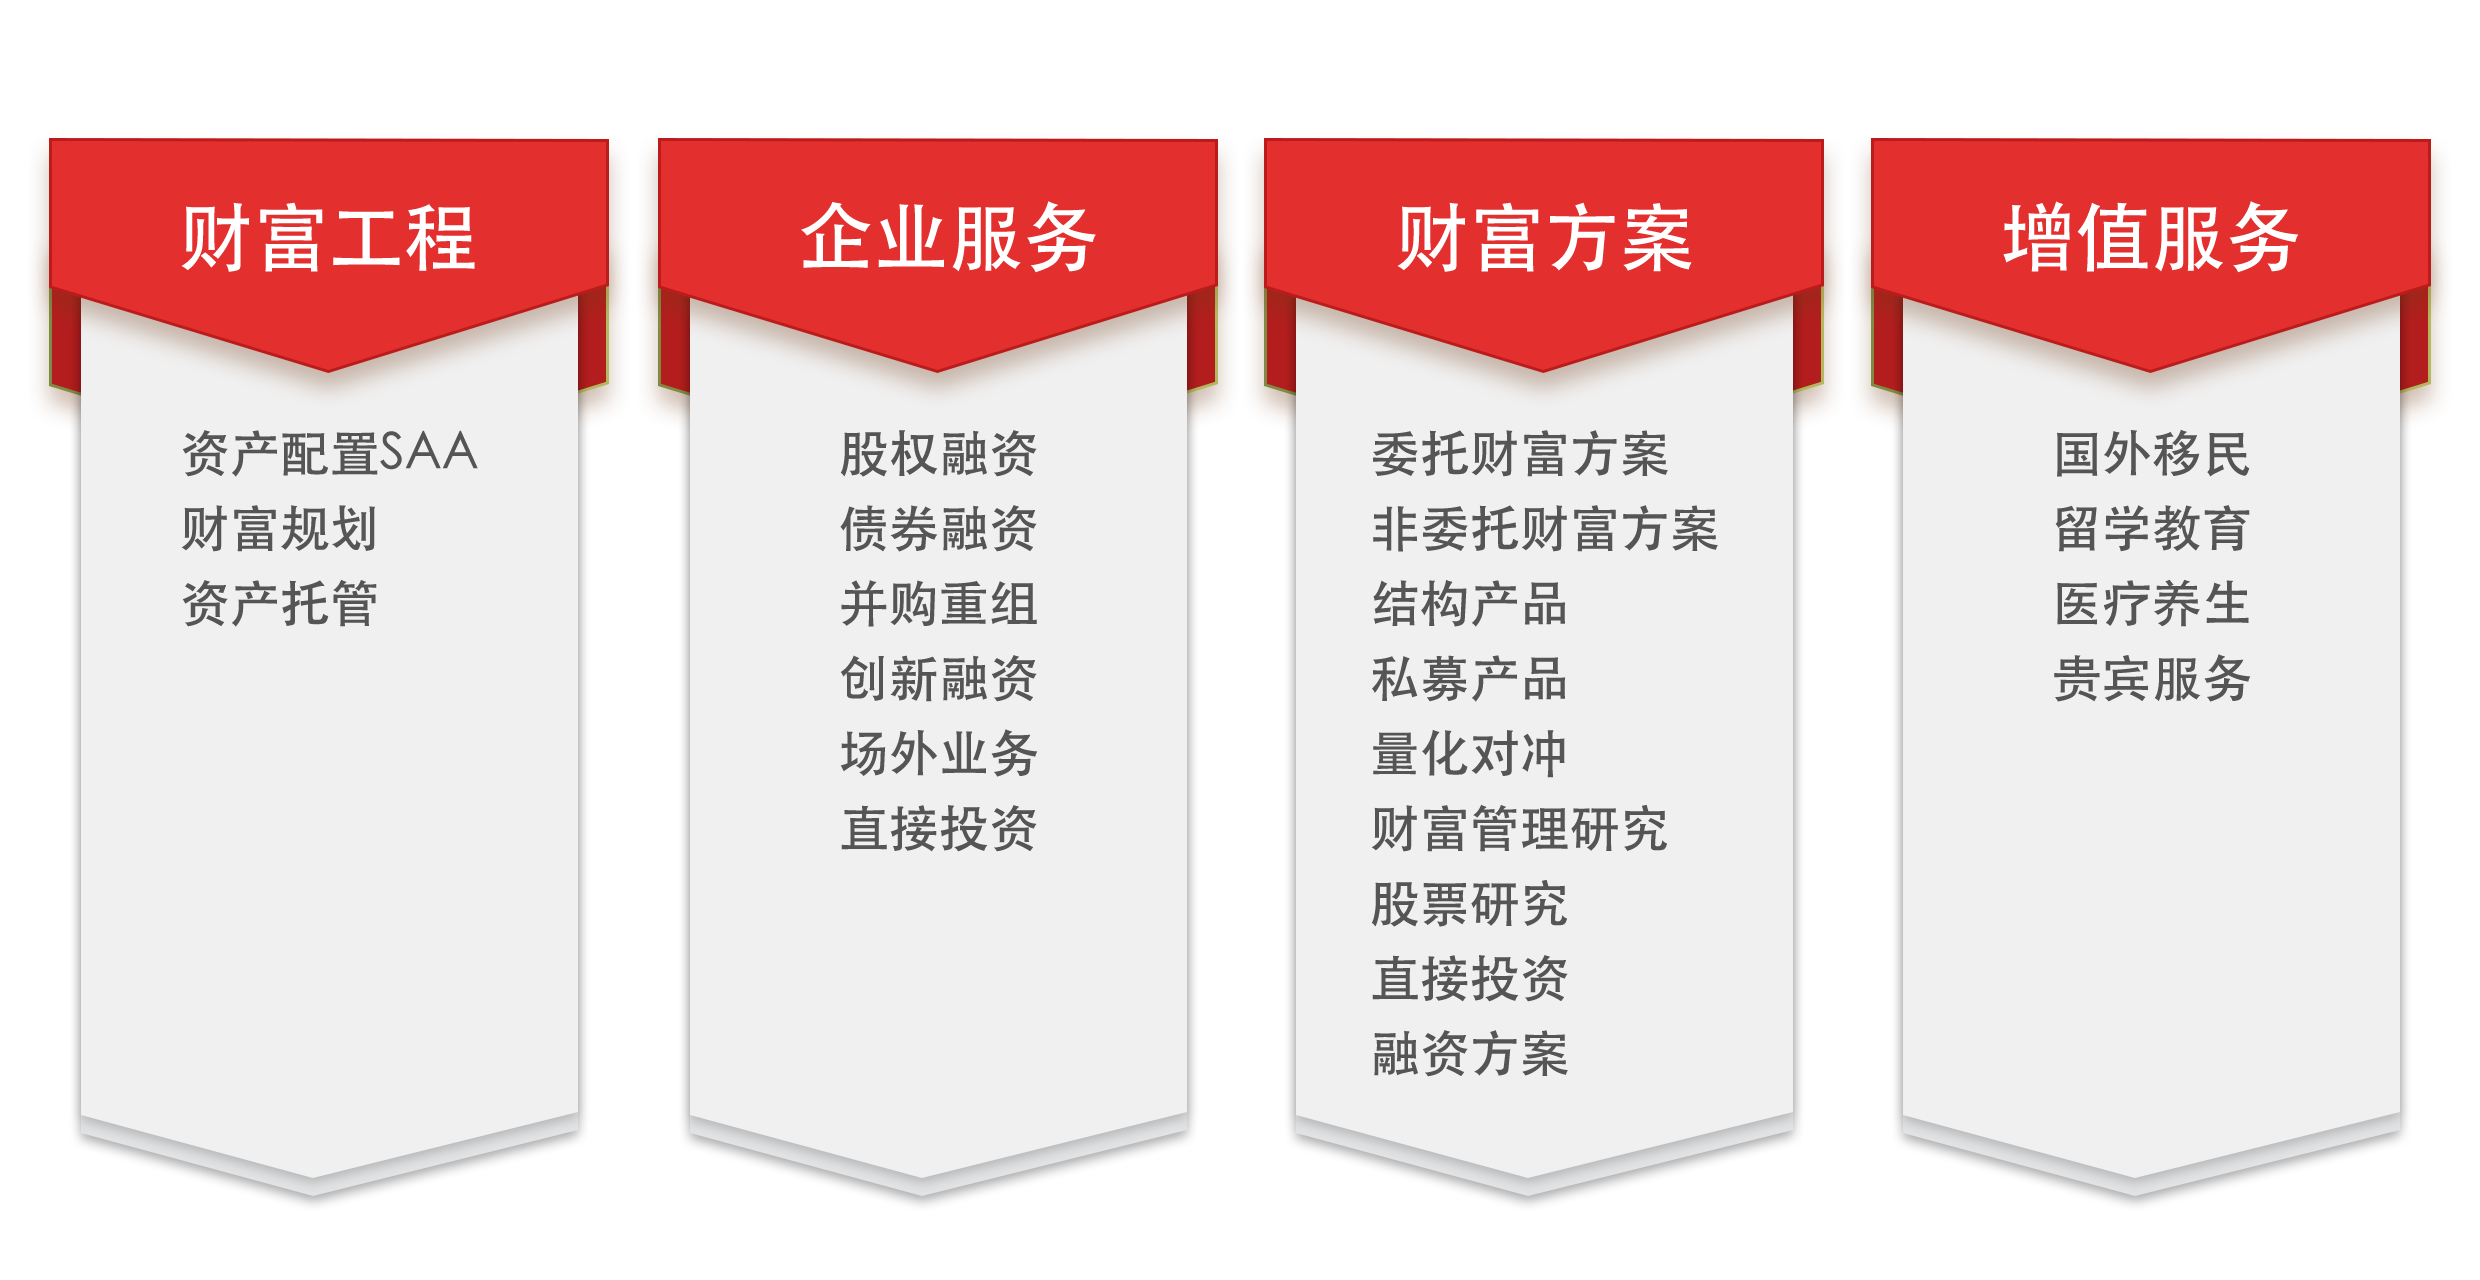 财富工程
资产配置SAA
财富规划
资产托管
企业服务
股权融资
债券融资
并购重组
创新融资
场外业务
直接投资
财富方案
委托财富方案
非委托财富方案
结构产品
私募产品
量化对冲
财富管理研究
股票研究
直接投资
融资方案
增值服务
国外移民
留学教育
医疗养生
贵宾服务